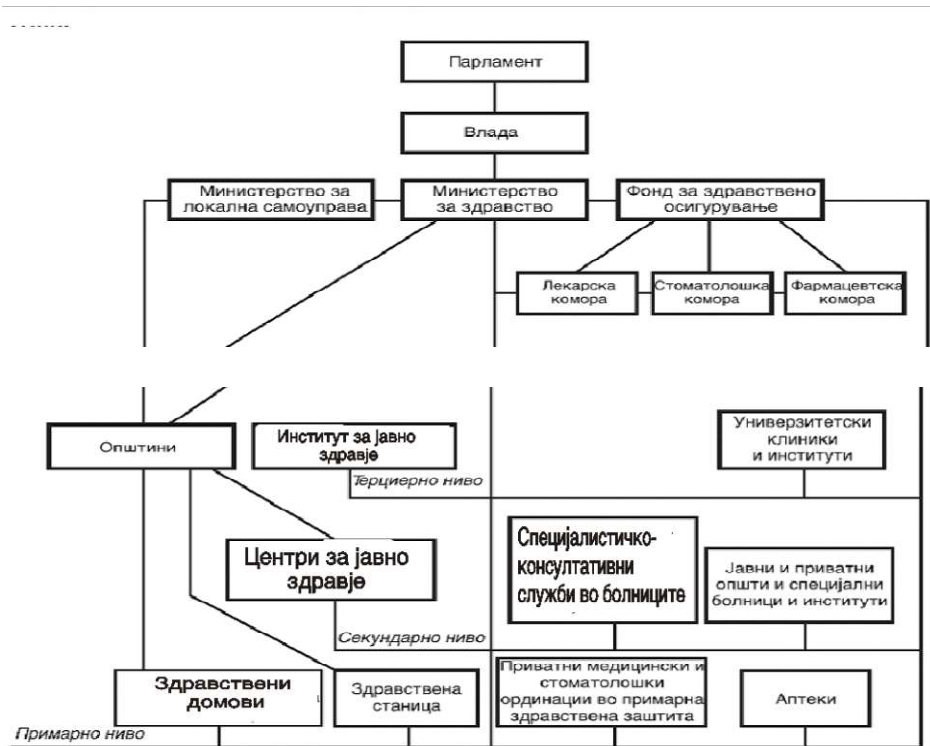 Парламент
Влада
Министерство за
локална самоуправа
Министерство
за здравство
Фонд за здравствено
осигурување
Лекарска
комора
Стоматолошка
комора
Фармацевтска
комора
Општини
Институт за јавно
здравје
Универзитетски
клиники
и институти
Терциерно ниво
Центри за јавно
здравје
Специјалистичко-
консултативни
служби во болниците
Јавни и приватни
општи и специјални
болници и институти
Секундарно ниво
Здравствени
домови
Здравствена
станица
Приватни медицински и
стоматолошки
ординации во примарна
здравствена заштита
Аптеки
Примарно ниво